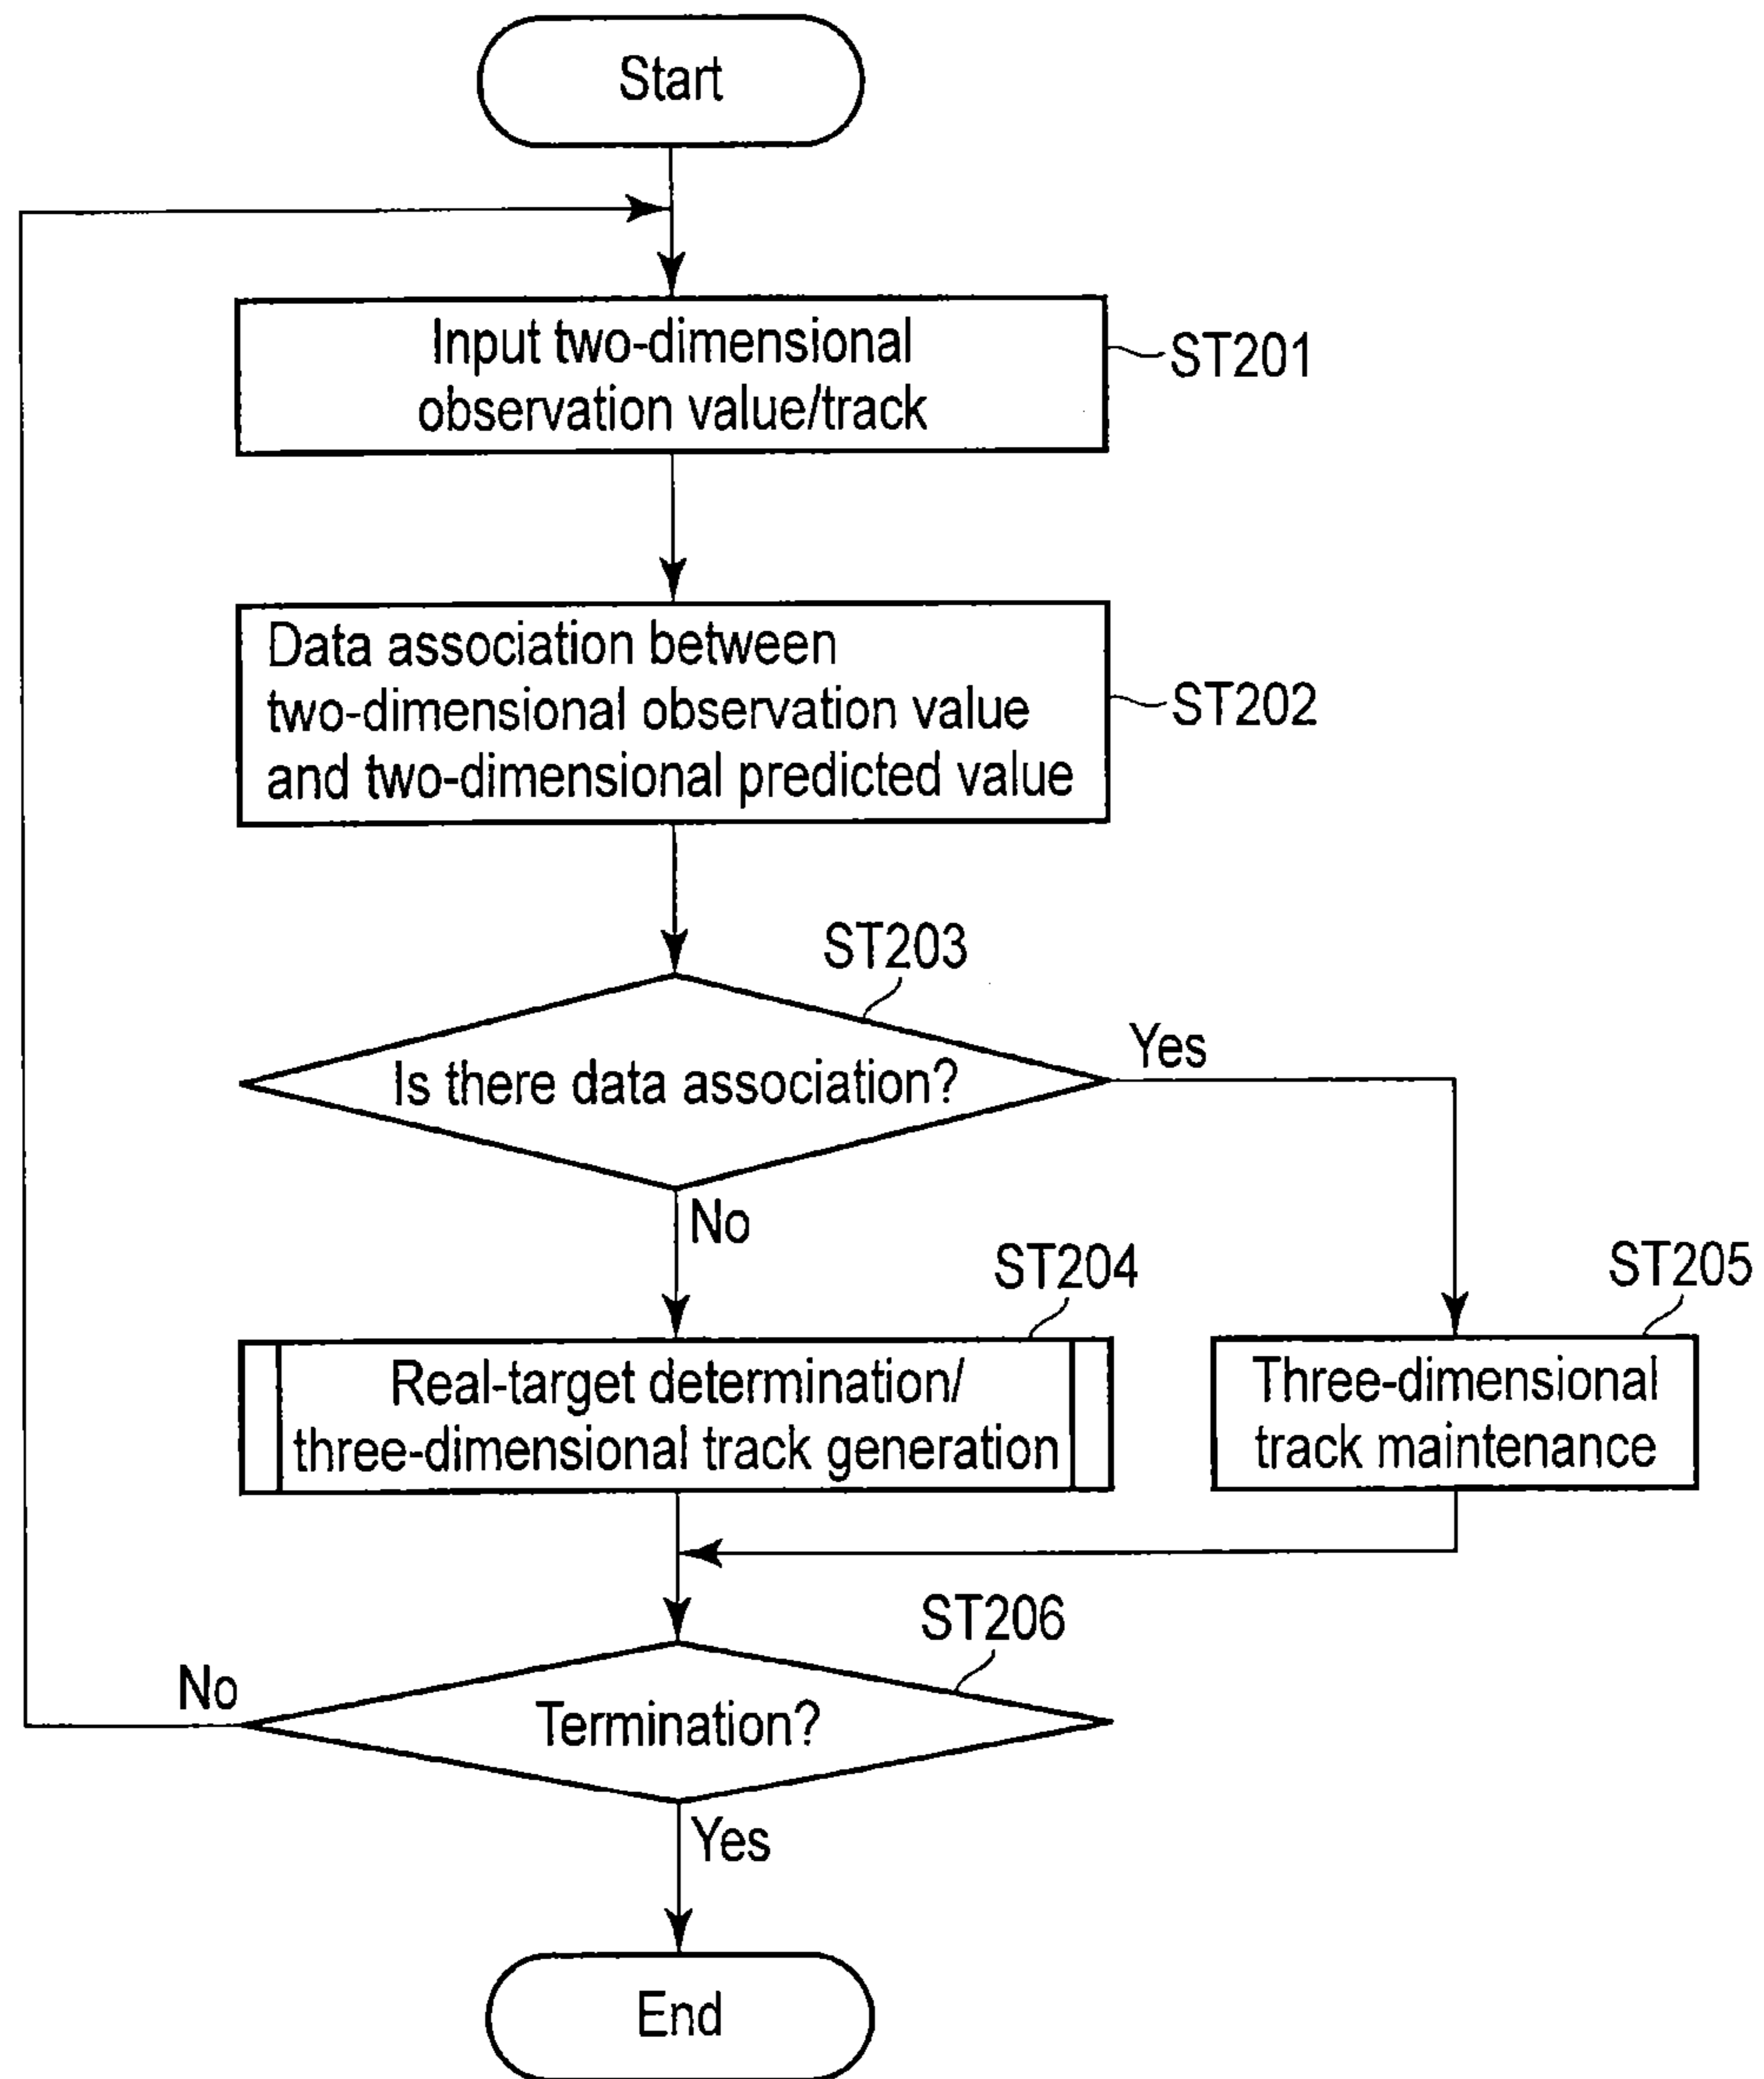 Start
Input two-dimensional
observation value/track
ST201
Data association between
two-dimensional observation value
and two-dimensional predicted value
ST202
ST203
Is there data association?
Yes
No
ST204
Real-target determination/
three-dimensional track generation
ST205
Three-dimensional
track maintenance
ST206
Termination?
No
Yes
End